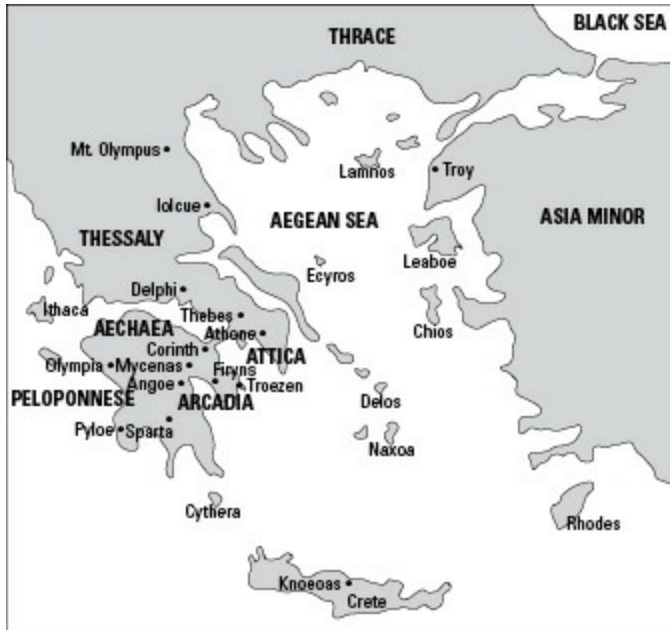 BLACK SEA
THRACE
Mt. Olympus
Lamnos
Troy
Iolcue
AEGEAN SEA
ASIA MINOR
THESSALY
Leaboe
Ecyros
Delphi
Ithaca
Thebes
AECHAEA
Athone
Chios
Corinth
ATTICA
Olympia
Mycenas
Firyns
Angoe
Troezen
PELOPONNESE
ARCADIA
Delos
Pyloe
Sparta
Naxoa
Cythera
Rhodes
Knoeoas
Crete